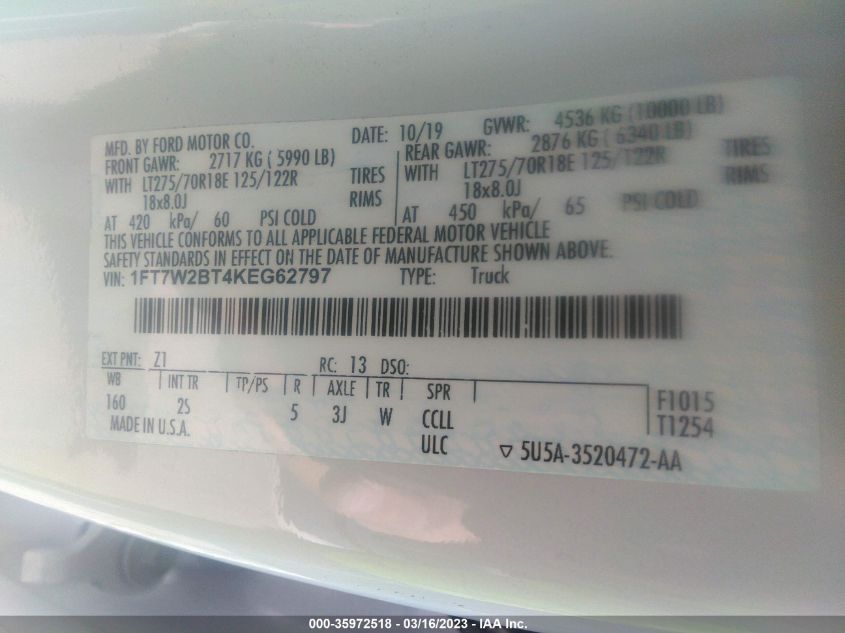 MFD. BY FORD MOTOR CO. DATE: 10/19 GVWR: 4536 KG (10000 LB)
FRONT GAWR: 2717 KG ( 5990 LB) REAR GAWR: 2876 KG ( 6340 LB)
WITH LT275/70R18E 125/122R TIRES WITH LT275/70R18E 125/122R TIRES
18x8.0J RIMS 18x8.0J RIMS
AT 420 kPa/ 60 PSI COLD AT 450 kPa/ 65 PSI COLD
THIS VEHICLE CONFORMS TO ALL APPLICABLE FEDERAL MOTOR VEHICLE
SAFETY STANDARDS IN EFFECT ON THE DATE OF MANUFACTURE SHOWN ABOVE.
VIN: 1FT7W2BT4KEG62797 TYPE: Truck
EXT PNT: Z1 RC: 13 DSO:
WB INT TR TP/PS R AXLE TR SPR F1015
160 2S 5 3J W CCLL T1254
MADE IN U.S.A. ULC 5U5A-3520472-AA
000-35972518 - 03/16/2023 - IAA Inc.